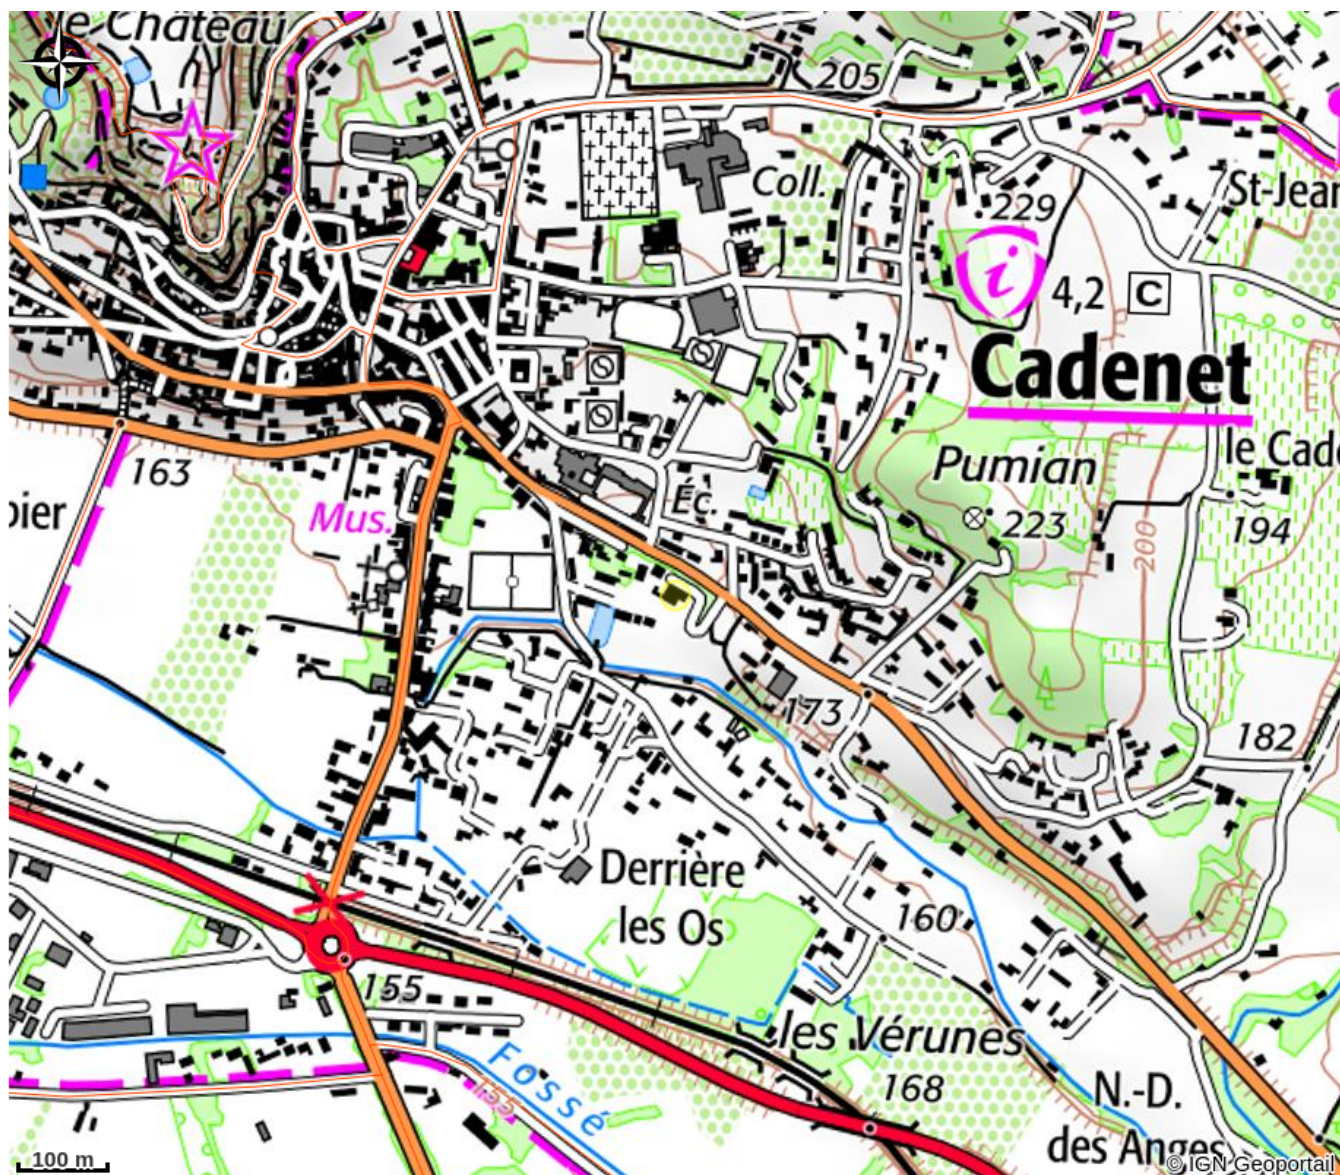 le Château
205
Coll.
St-Jean
229
i
4,2
C
Cadenet
163
Pumian
le Cade
Mus.
Éc.
223
194
200
173
182
Derrière
les Os
160
155
les Vérunes
Fossé
155
168
N.-D.
des Anges
100 m
© IGN Geoportail